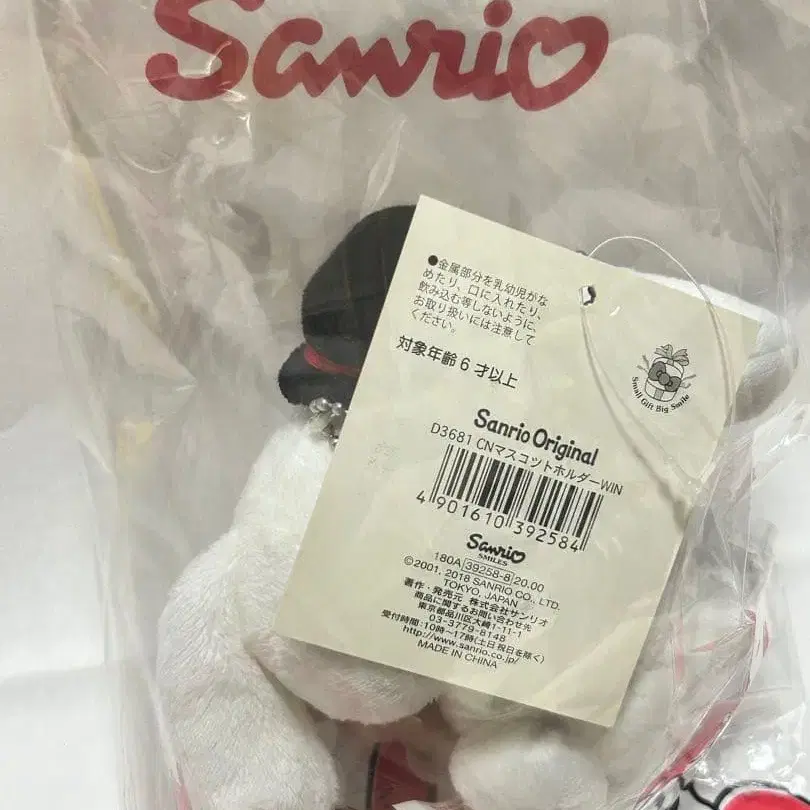 Sanrio
●金属部分を乳幼児がな
めたり、口に入れたり、
飲み込む等しないように、
お取り扱いには注意して
ください。
対象年齢 6 才以上
Small Gift Big Smile
Sanrio Original
D3681 CNマスコットホルダーWIN
4 901610 392584
Sanrio
SMILES
180A 39258-8 20.00
©2001, 2018 SANRIO CO., LTD.
TOKYO, JAPAN
著作・発売元 株式会社サンリオ
商品に関するお問い合わせ先
東京都品川区大崎1-11-1
03-3779-8148
受付時間：10時～17時(土日祝日を除く)
http://www.sanrio.co.jp/
MADE IN CHINA